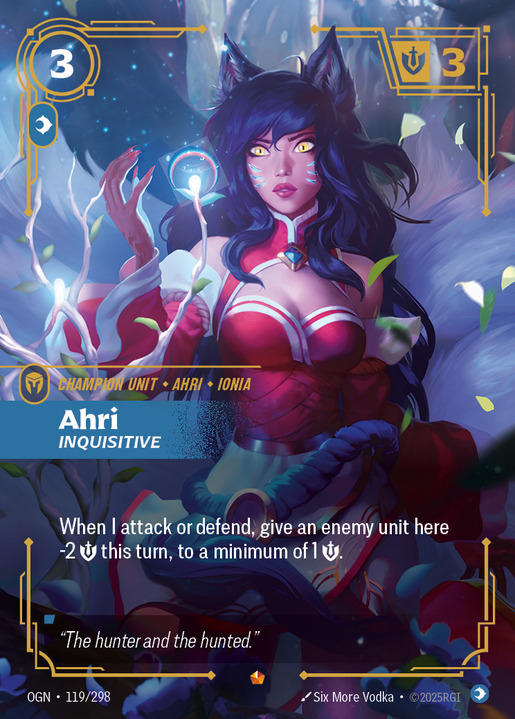 3
3
CHAMPION UNIT • AHRI • IONIA
Ahri
INQUISITIVE
When I attack or defend, give an enemy unit here
-2 this turn, to a minimum of 1 .
“The hunter and the hunted.”
OGN • 119/298
Six More Vodka • ©2025RGI